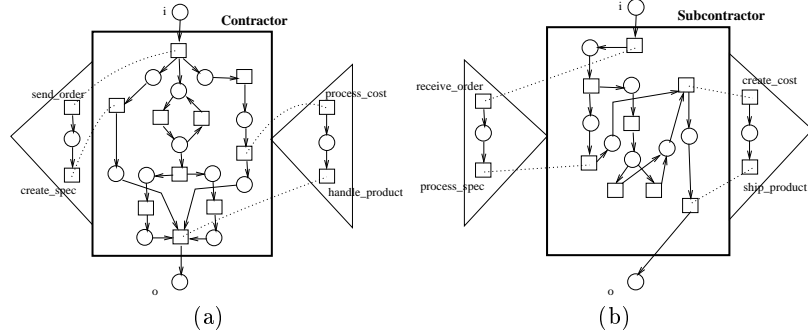 i
Contractor
send_order
create_spec
process_cost
handle_product
o
(a)
i
Subcontractor
receive_order
process_spec
create_cost
ship_product
o
(b)